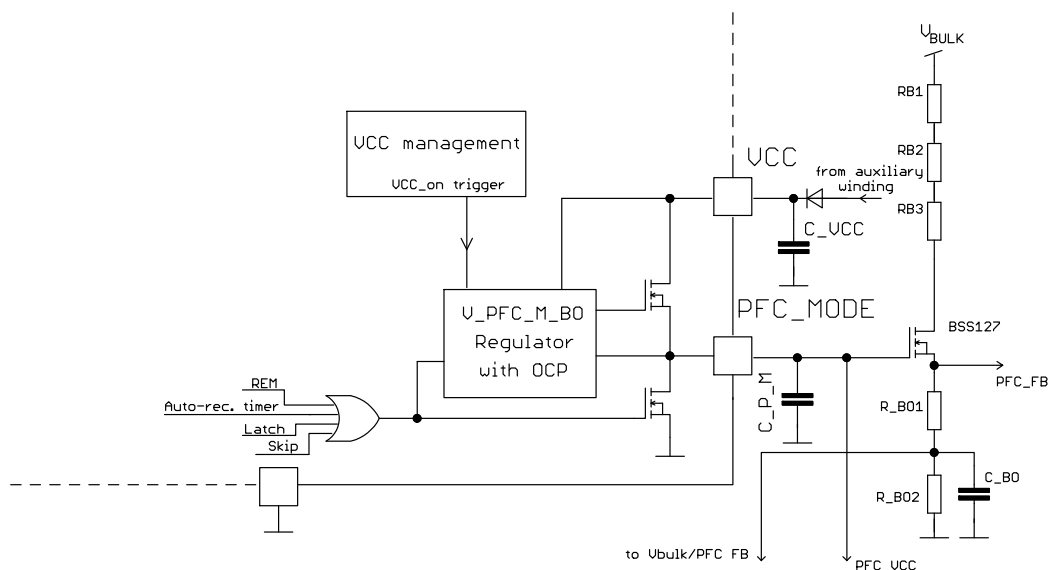 V_BULK
RB1
VCC management
VCC_on trigger
VCC
RB2
from auxiliary
winding
RB3
C_VCC
V_PFC_M_BO
Regulator
with OCP
PFC_MODE
BSS127
PFC_FB
REM
Auto-rec. timer
Latch
Skip
C_P_M
R_BO1
R_BO2
C_BO
to Vbulk/PFC FB
PFC VCC